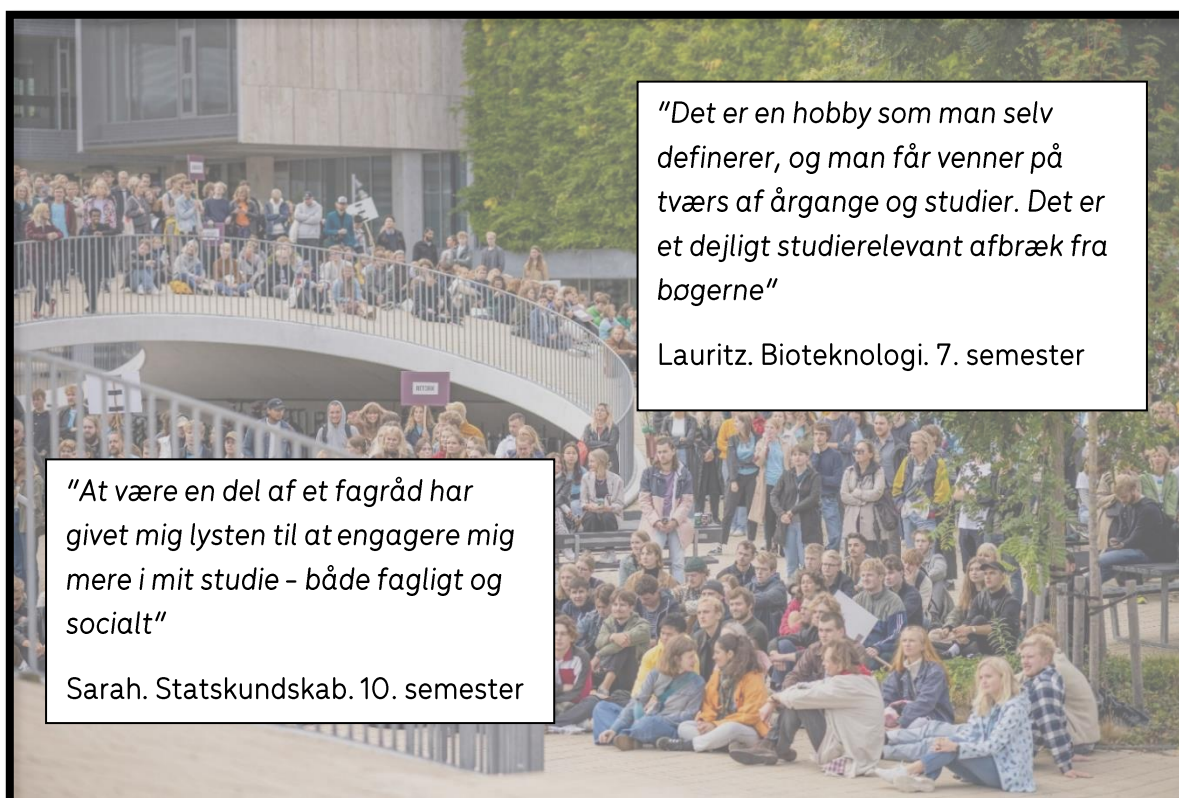 "Det er en hobby som man selv
definerer, og man får venner på
tværs af årgange og studier. Det er
et dejligt studierelevant afbræk fra
bøgerne"
Lauritz. Bioteknologi. 7. semester
"At være en del af et fagråd har
givet mig lysten til at engagere mig
mere i mit studie - både fagligt og
socialt"
Sarah. Statskundskab. 10. semester